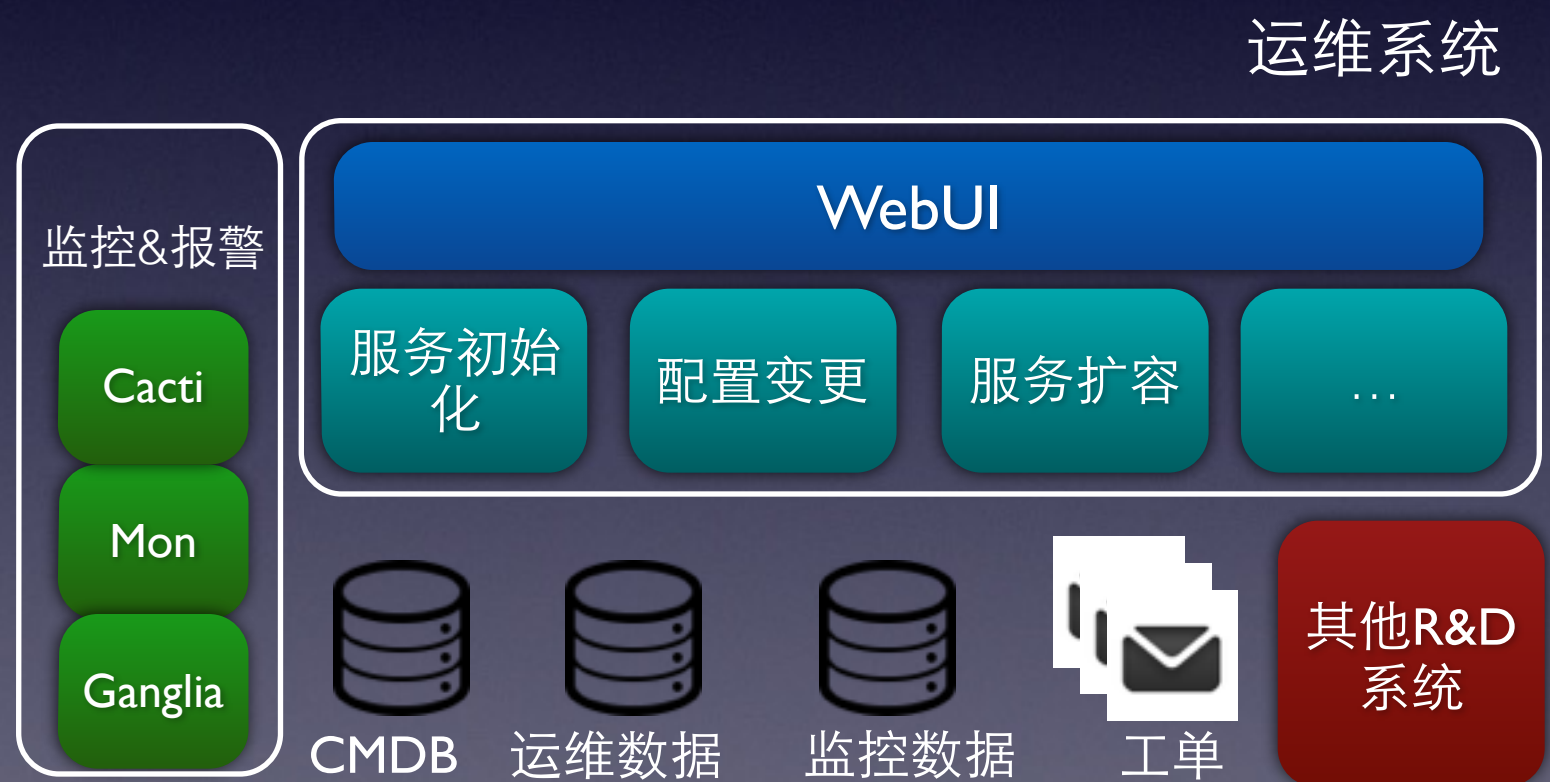 运维系统
监控&报警
Cacti
Mon
Ganglia
WebUI
服务初始
化
配置变更
服务扩容
...
CMDB
运维数据
监控数据
工单
其他R&D
系统